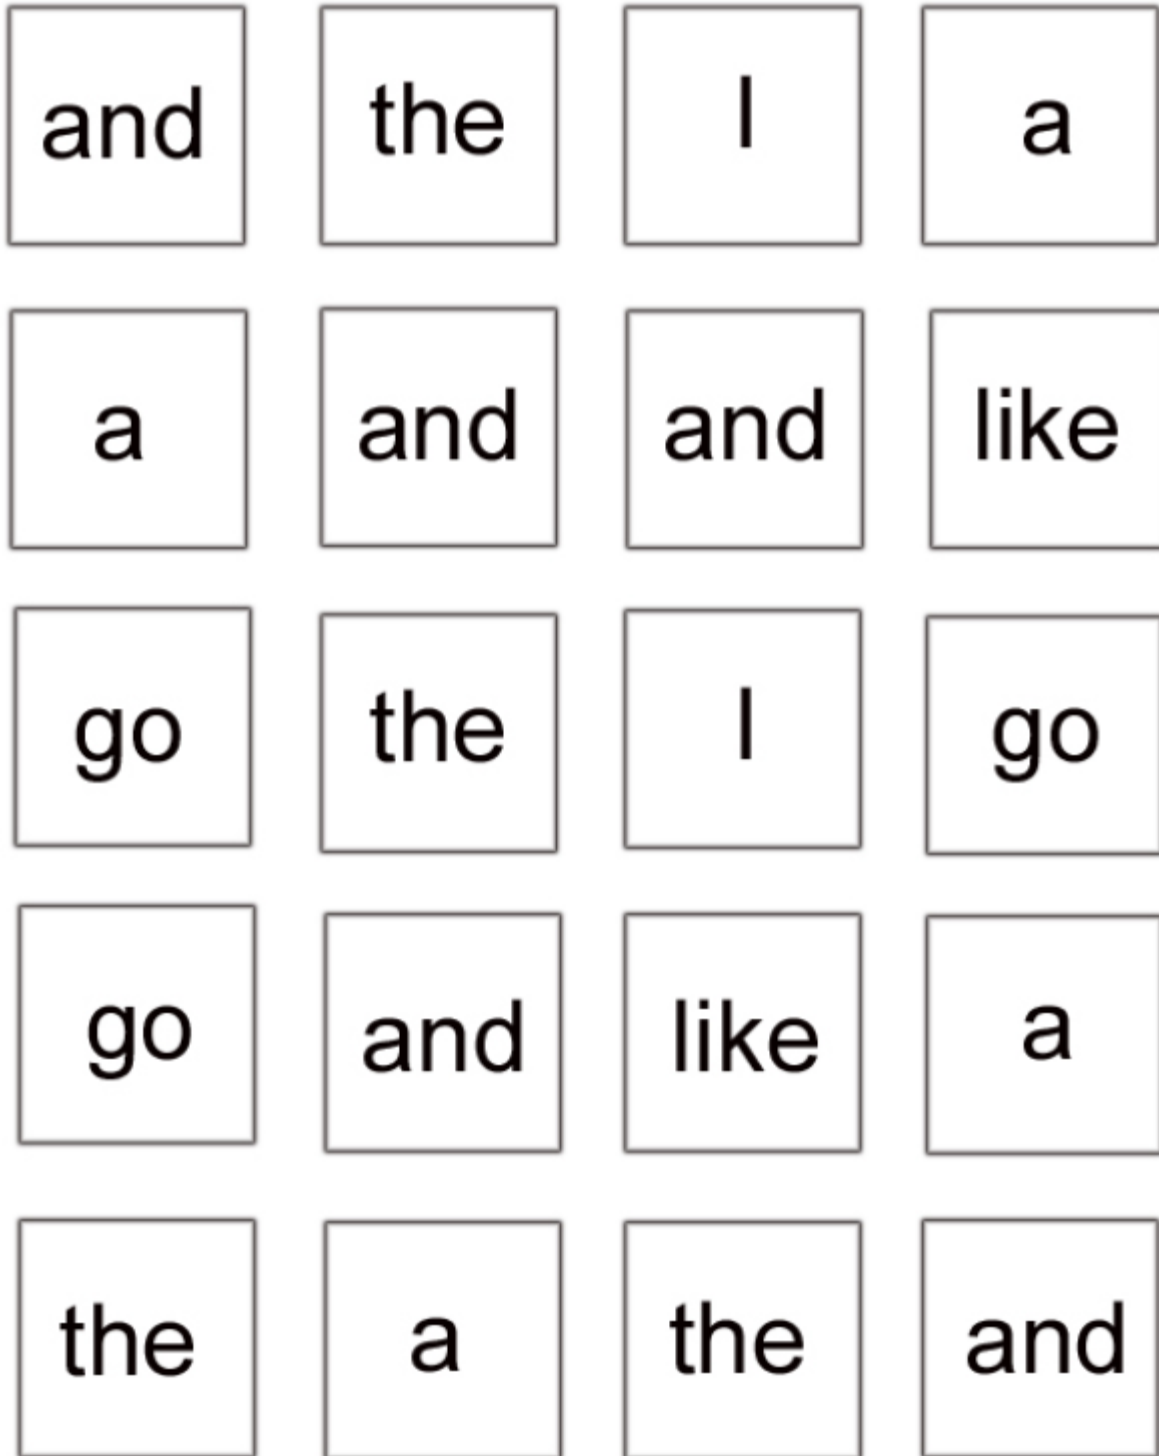 and the I a
a and and like
go the I go
go and like a
the a the and